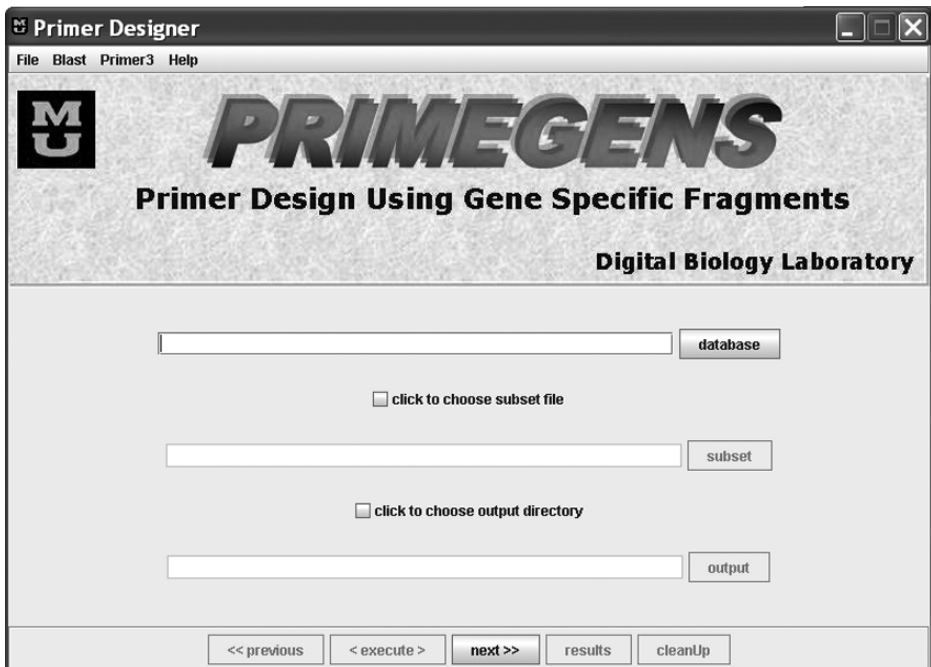 Primer Designer
File Blast Primer3 Help
MU
PRIMEGENS
Primer Design Using Gene Specific Fragments
Digital Biology Laboratory
database
click to choose subset file
subset
click to choose output directory
output
<< previous < execute > next >> results cleanUp